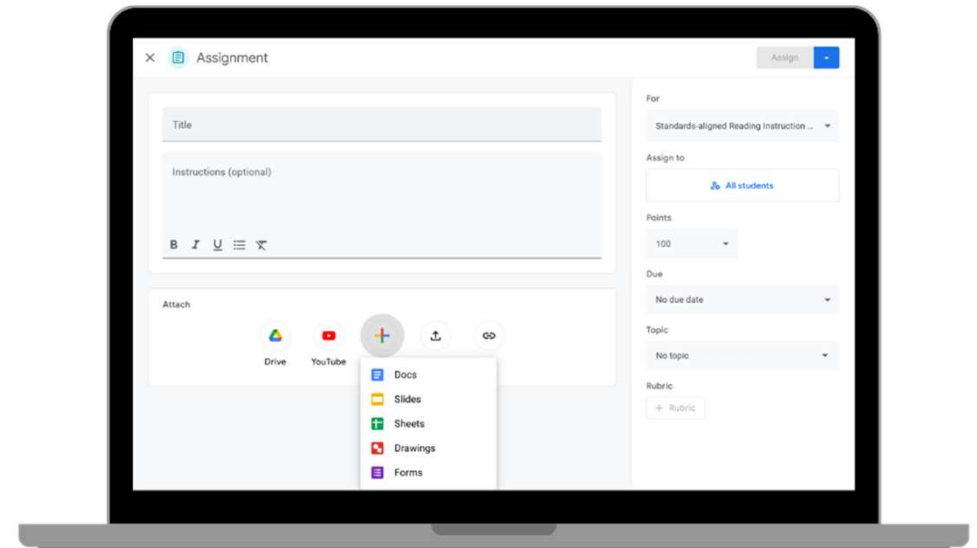 Assignment
Assign
Title
Instructions (optional)
B I U
Attach
Drive
YouTube
Docs
Slides
Sheets
Drawings
Forms
For
Standards-aligned Reading Instruction ...
Assign to
All students
Points
100
Due
No due date
Topic
No topic
Rubric
+ Rubric